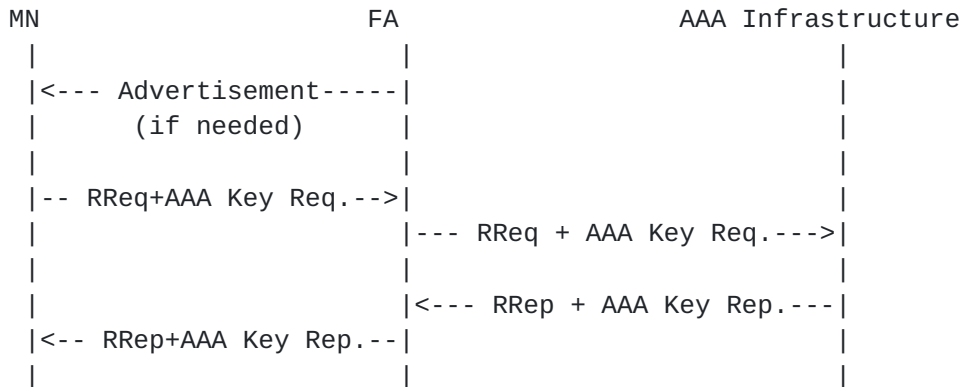 MN FA AAA Infrastructure
<--- Advertisement-----
(if needed)
-- RReq+AAA Key Req.-->
--- RReq + AAA Key Req.--->
<--- RRep + AAA Key Rep.---
<-- RRep+AAA Key Rep.--